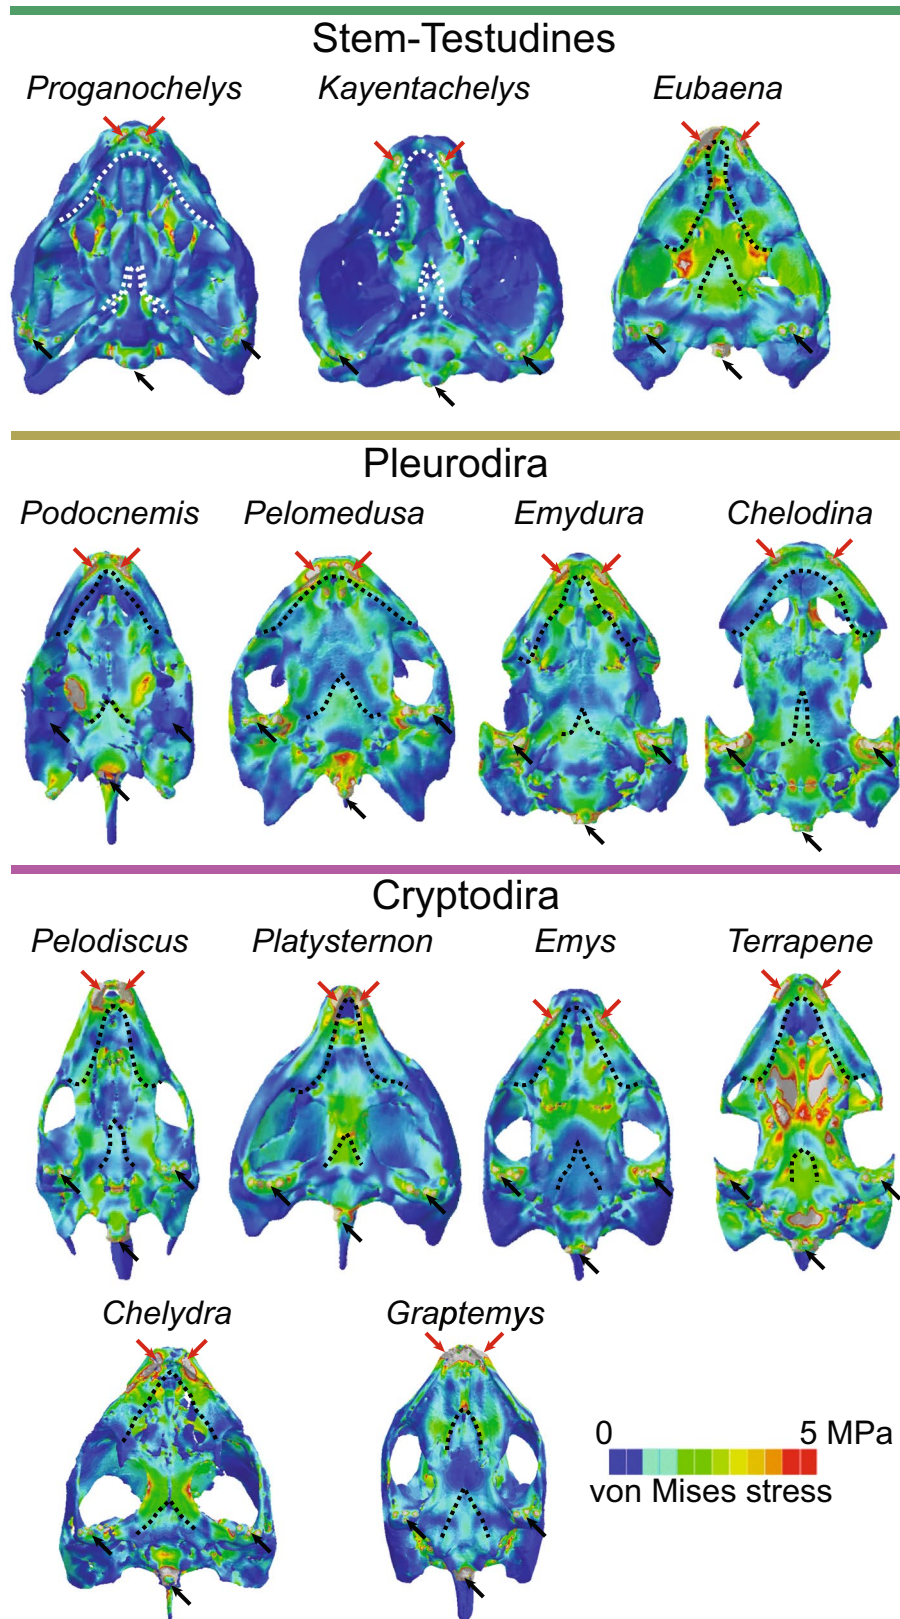 Stem-Testudines
Proganochelys Kayentachelys Eubaena
Pleurodira
Podocnemis Pelomedusa Emydura Chelodina
Cryptodira
Pelodiscus Platysternon Emys Terrapene
Chelydra Graptemys
0 5 MPa
von Mises stress